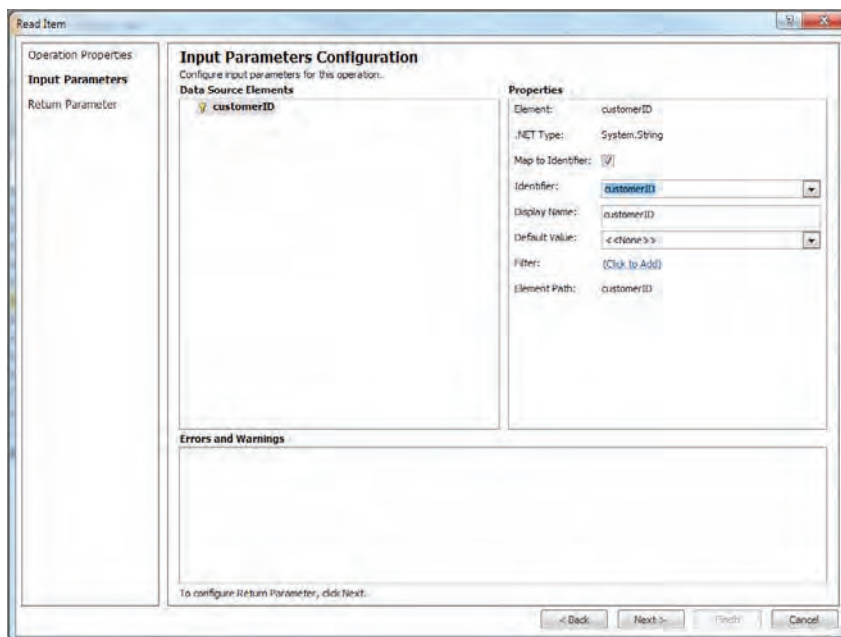 Read Item
Operation Properties
Input Parameters
Return Parameter
Input Parameters Configuration
Configure input parameters for this operation.
Data Source Elements
customerID
Properties
Element: customerID
.NET Type: System.String
Map to Identifier:
Identifier: customerID
Display Name: customerID
Default Value: <<None>>
Filter: (Click to Add)
Element Path: customerID
Errors and Warnings
To configure Return Parameter, click Next.
< Back Next > Finish Cancel